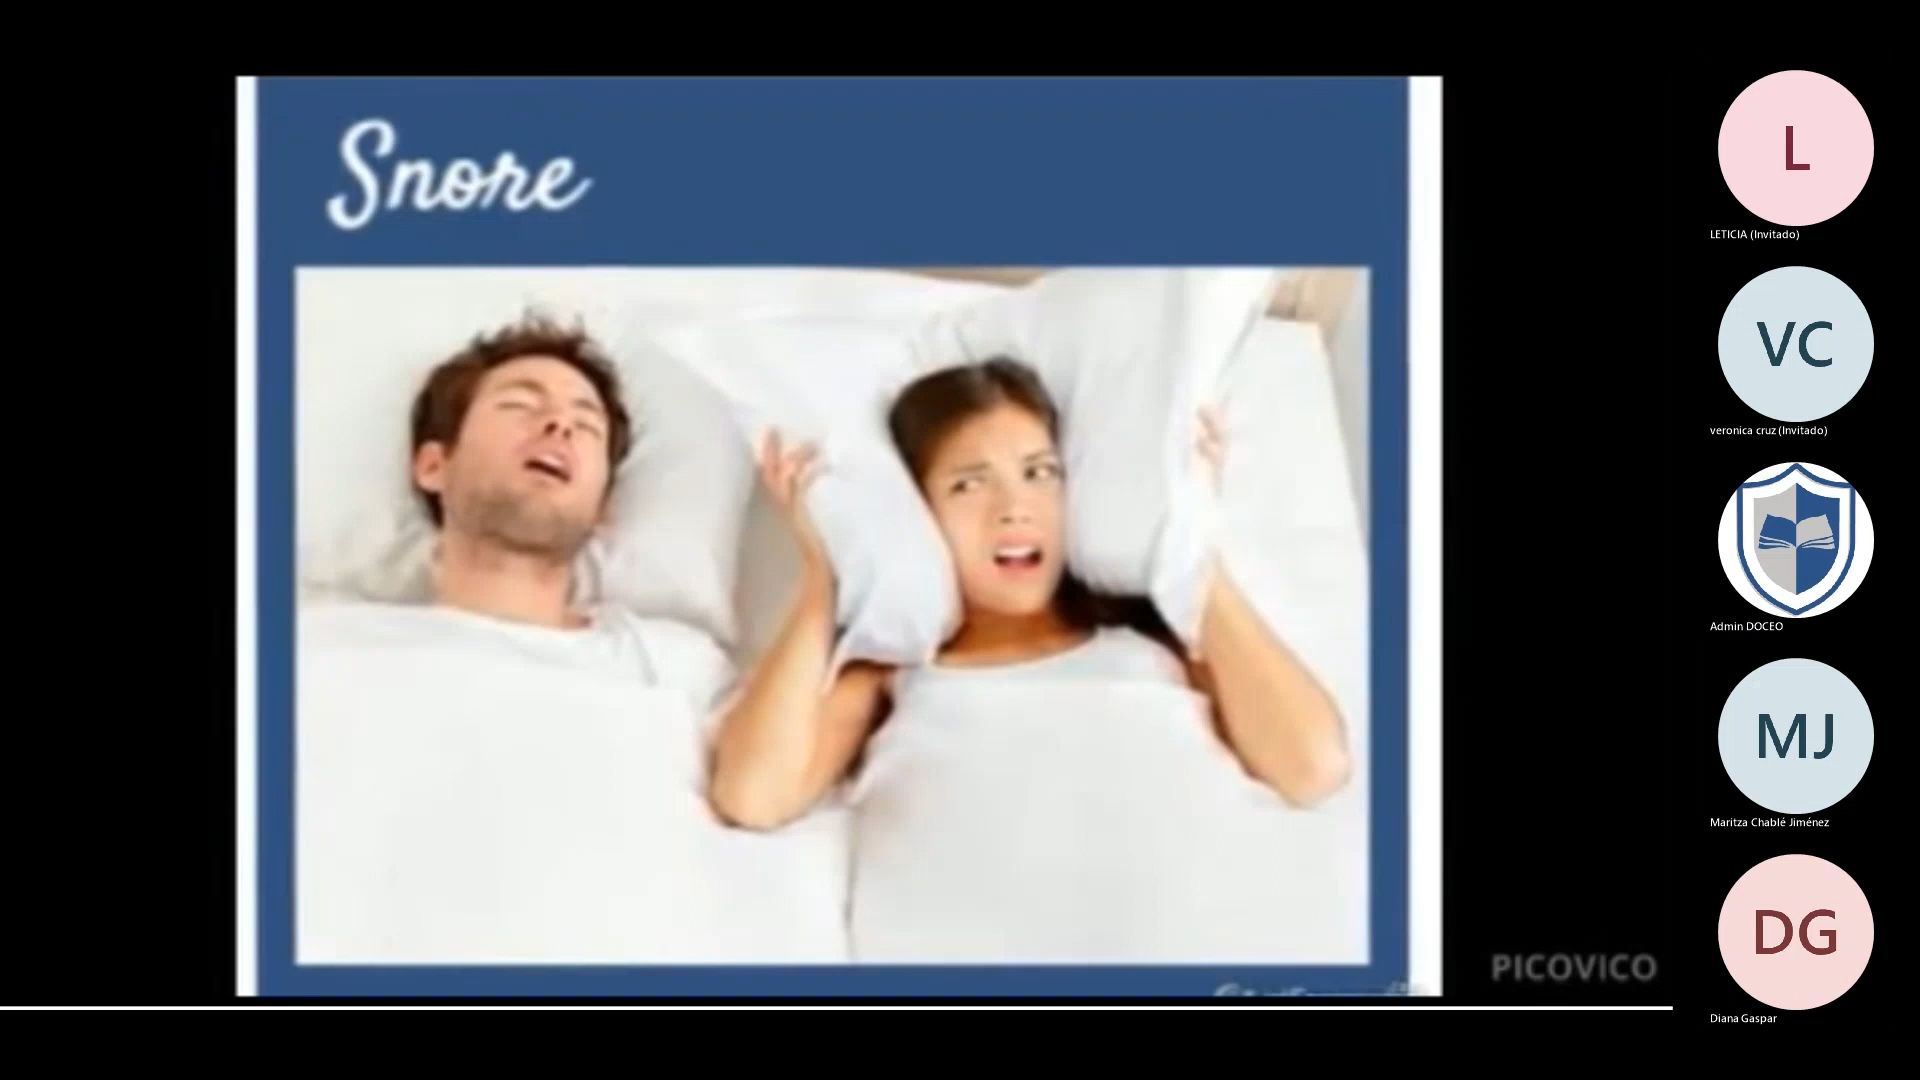 Snore
PICOVICO
L
LETICIA (Invitado)
VC
veronica cruz (Invitado)
Admin DOCEO
MJ
Maritza Chablé Jiménez
DG
Diana Gaspar